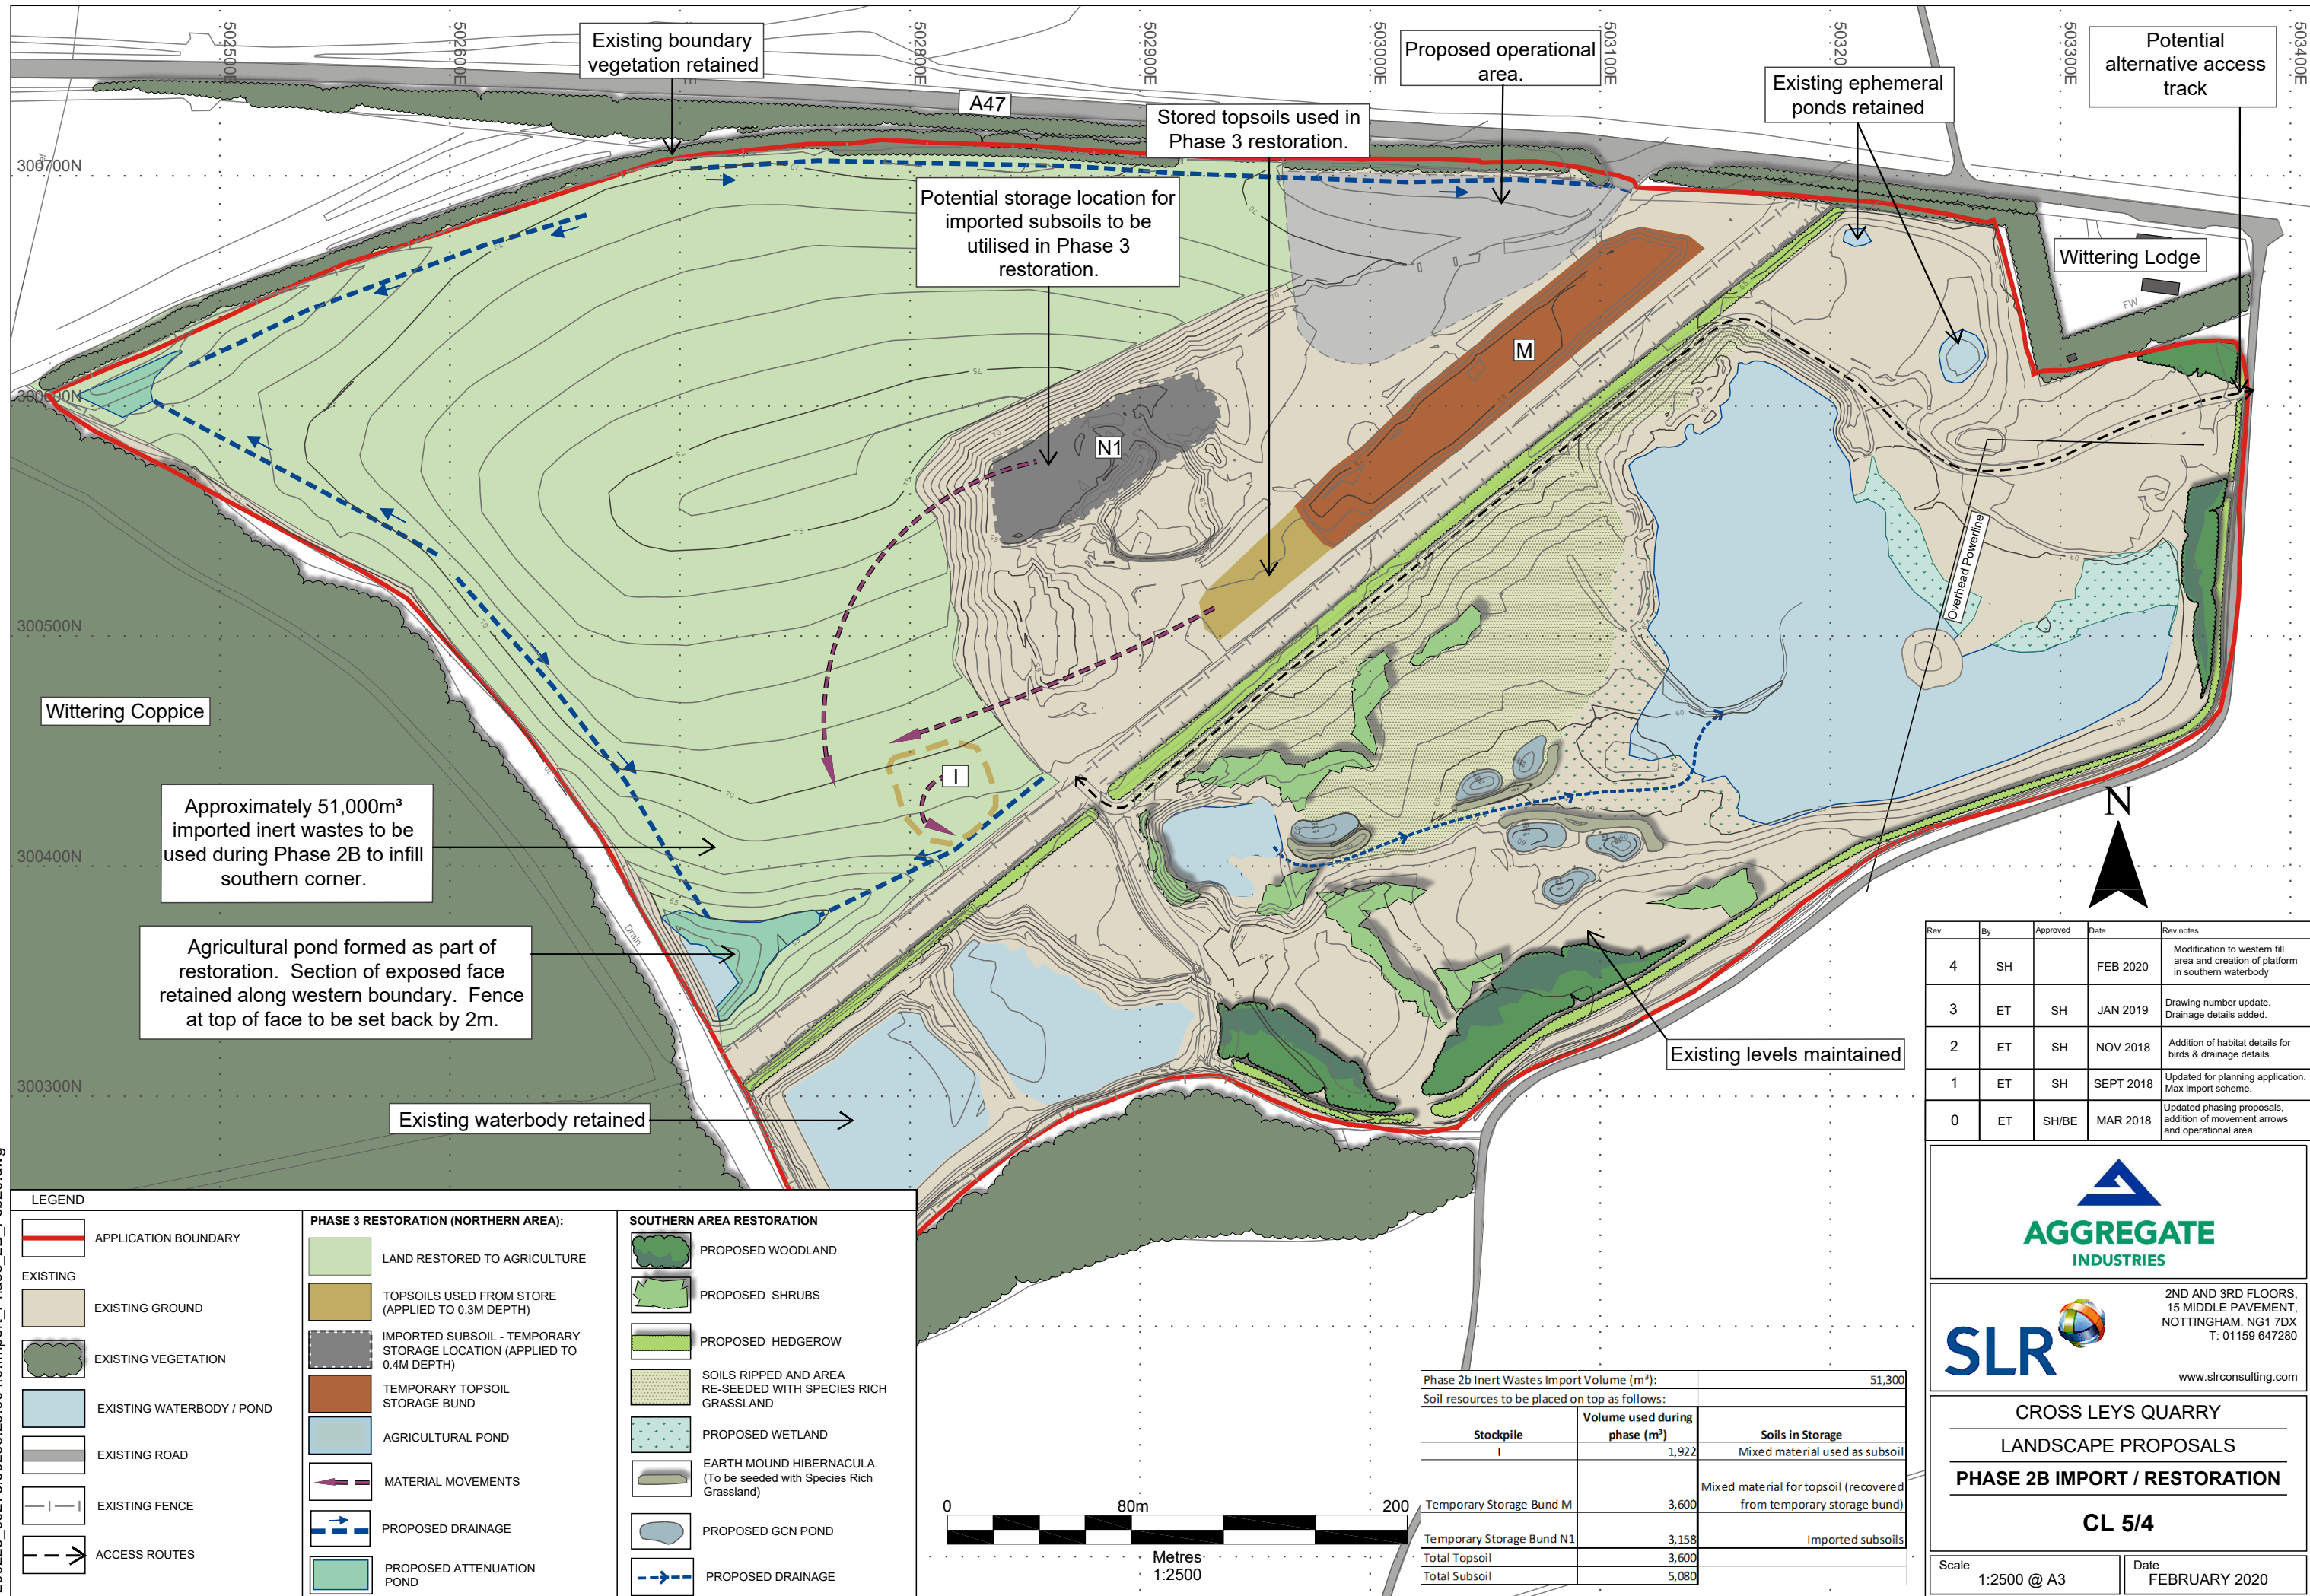 502500E
502600E
502800E
502900E
503000E
503100E
503300E
503400E
300700N
300500N
300400N
300300N
Existing boundary
vegetation retained
A47
Proposed operational
area.
Stored topsoils used in
Phase 3 restoration.
Existing ephemeral
ponds retained
Potential
alternative access
track
Potential storage location for
imported subsoils to be
utilised in Phase 3
restoration.
Wittering Lodge
FW
M
N1
I
Overhead Powerline
Wittering Coppice
Drain
Approximately 51,000m³
imported inert wastes to be
used during Phase 2B to infill
southern corner.
Agricultural pond formed as part of
restoration. Section of exposed face
retained along western boundary. Fence
at top of face to be set back by 2m.
Existing waterbody retained
Existing levels maintained
N
Rev By Approved Date Rev notes
4 SH FEB 2020 Modification to western fill
area and creation of platform
in southern waterbody
3 ET SH JAN 2019 Drawing number update.
Drainage details added.
2 ET SH NOV 2018 Addition of habitat details for
birds & drainage details.
1 ET SH SEPT 2018 Updated for planning application.
Max import scheme.
0 ET SH/BE MAR 2018 Updated phasing proposals,
addition of movement arrows
and operational area.
AGGREGATE
INDUSTRIES
SLR
2ND AND 3RD FLOORS,
15 MIDDLE PAVEMENT,
NOTTINGHAM. NG1 7DX
T: 01159 647280
www.slrconsulting.com
CROSS LEYS QUARRY
LANDSCAPE PROPOSALS
PHASE 2B IMPORT / RESTORATION
CL 5/4
Scale
1:2500 @ A3
Date
FEBRUARY 2020
LEGEND
APPLICATION BOUNDARY
EXISTING
EXISTING GROUND
EXISTING VEGETATION
EXISTING WATERBODY / POND
EXISTING ROAD
EXISTING FENCE
ACCESS ROUTES
PHASE 3 RESTORATION (NORTHERN AREA):
LAND RESTORED TO AGRICULTURE
TOPSOILS USED FROM STORE
(APPLIED TO 0.3M DEPTH)
IMPORTED SUBSOIL - TEMPORARY
STORAGE LOCATION (APPLIED TO
0.4M DEPTH)
TEMPORARY TOPSOIL
STORAGE BUND
AGRICULTURAL POND
MATERIAL MOVEMENTS
PROPOSED DRAINAGE
PROPOSED ATTENUATION
POND
SOUTHERN AREA RESTORATION
PROPOSED WOODLAND
PROPOSED SHRUBS
PROPOSED HEDGEROW
SOILS RIPPED AND AREA
RE-SEEDED WITH SPECIES RICH
GRASSLAND
PROPOSED WETLAND
EARTH MOUND HIBERNACULA.
(To be seeded with Species Rich
Grassland)
PROPOSED GCN POND
PROPOSED DRAINAGE
0 80m 200
Metres
1:2500
Phase 2b Inert Wastes Import Volume (m³): 51,300
Soil resources to be placed on top as follows:
Stockpile Volume used during
phase (m³) Soils in Storage
I 1,922 Mixed material used as subsoil
Temporary Storage Bund M 3,600 Mixed material for topsoil (recovered
from temporary storage bund)
Temporary Storage Bund N1 3,158 Imported subsoils
Total Topsoil 3,600
Total Subsoil 5,080